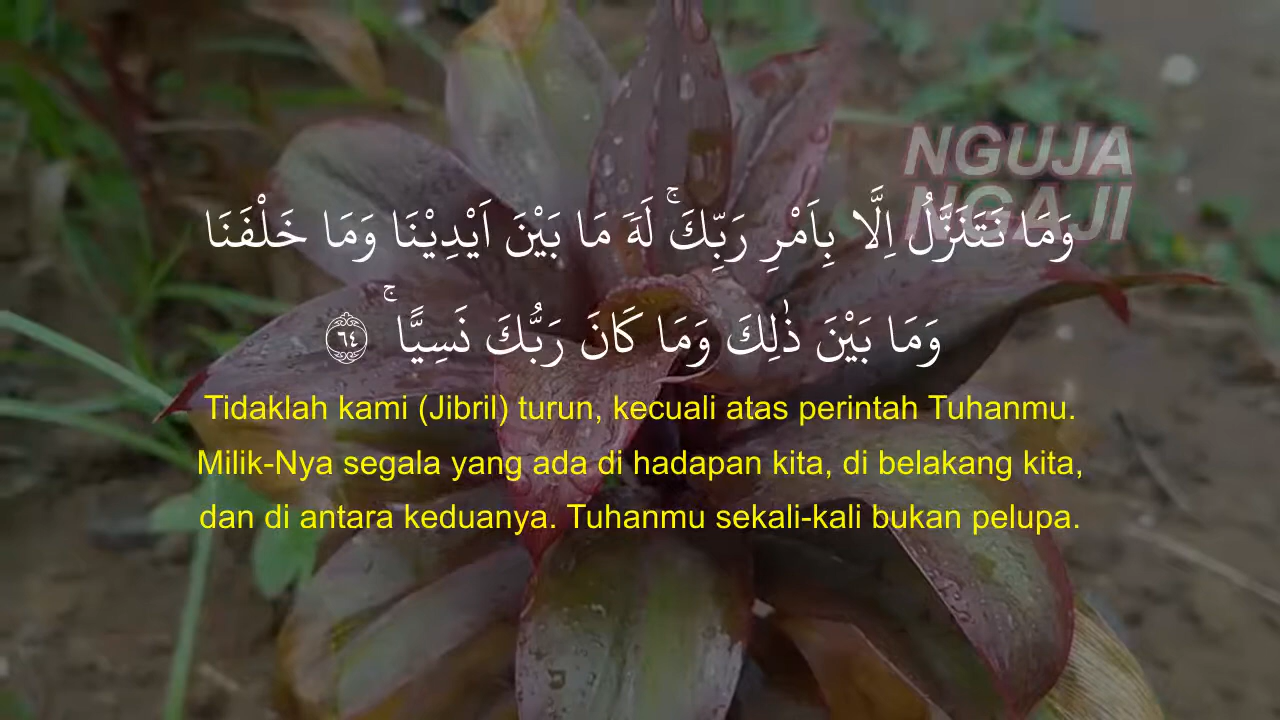 NGUJA
NGAJI
وَمَا نَتَنَزَّلُ اِلَّا بِاَمْرِ رَبِّكَۚ لَهٗ مَا بَيْنَ اَيْدِيْنَا وَمَا خَلْفَنَا
وَمَا بَيْنَ ذٰلِكَ وَمَا كَانَ رَبُّكَ نَسِيًّاۚ ۝٦٤
Tidaklah kami (Jibril) turun, kecuali atas perintah Tuhanmu.
Milik-Nya segala yang ada di hadapan kita, di belakang kita,
dan di antara keduanya. Tuhanmu sekali-kali bukan pelupa.